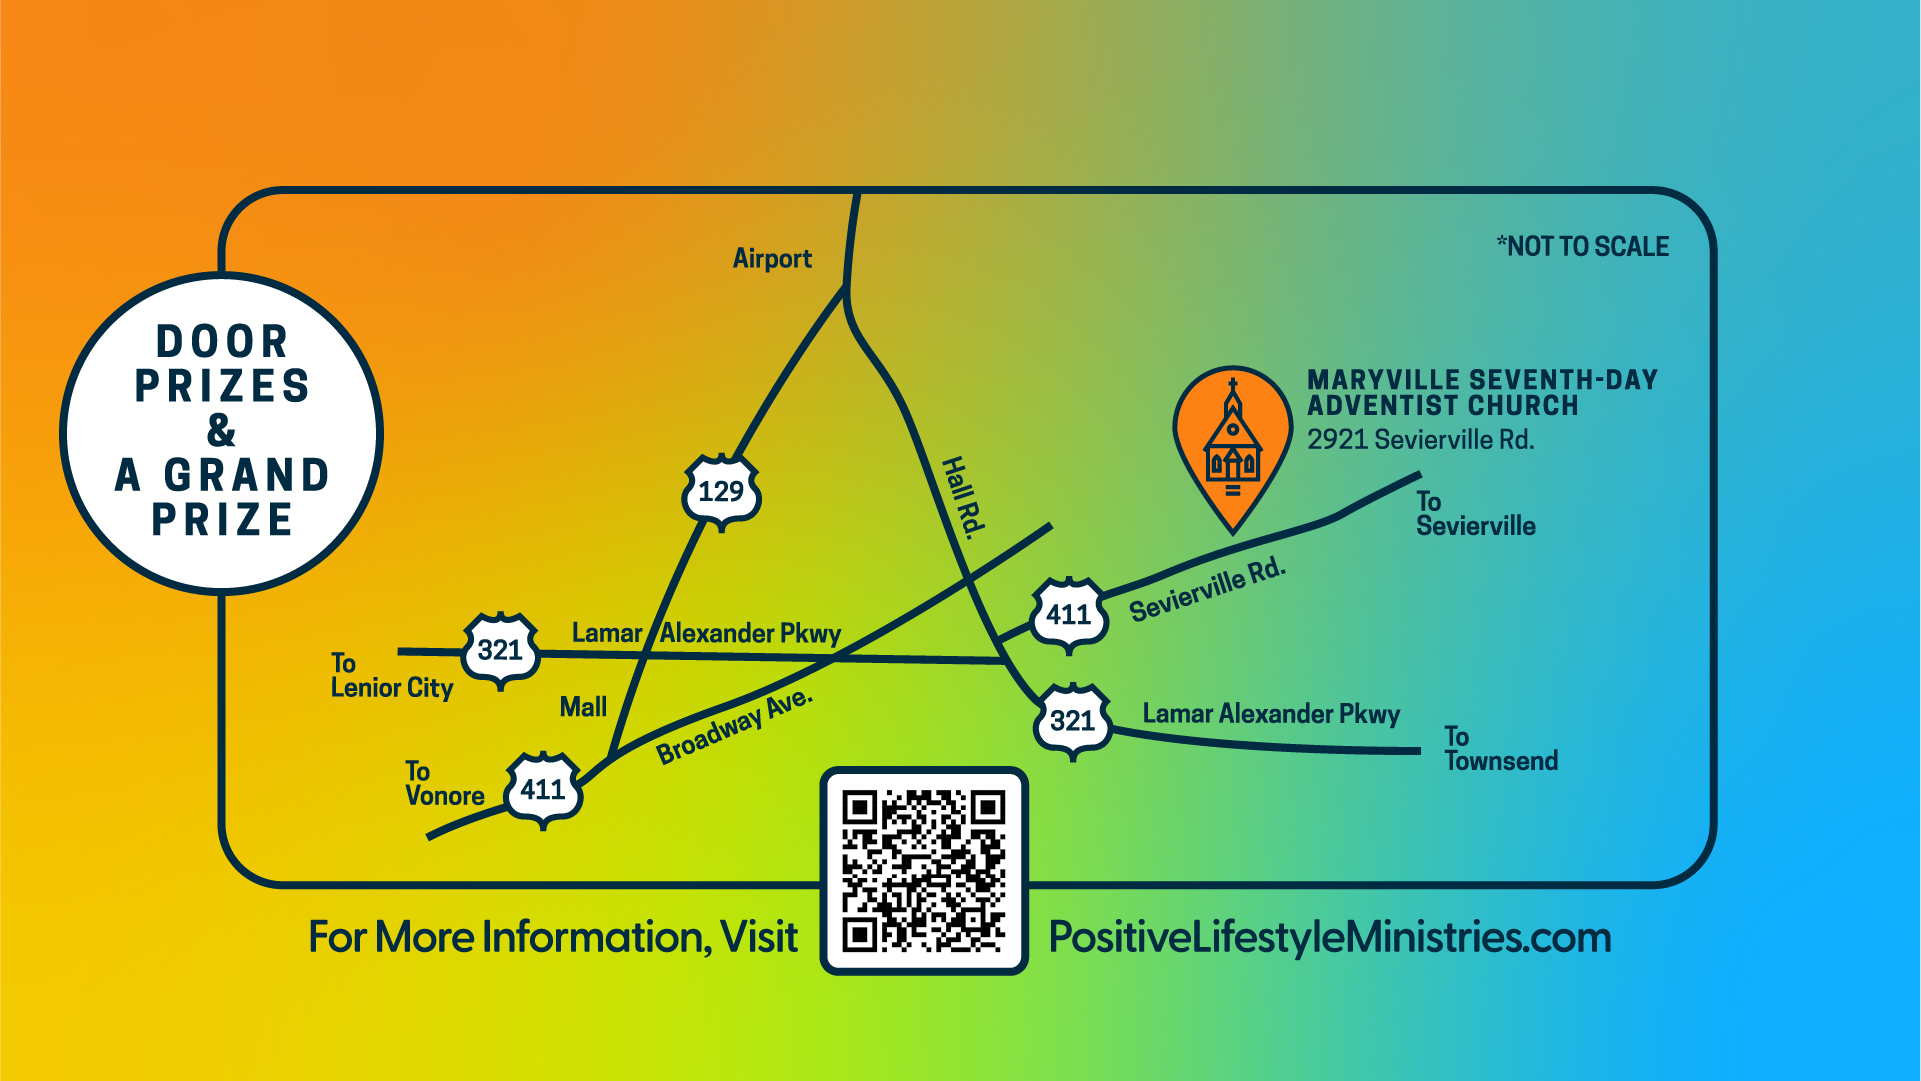 *NOT TO SCALE
Airport
DOOR
PRIZES
&
A GRAND
PRIZE
MARYVILLE SEVENTH-DAY
ADVENTIST CHURCH
2921 Sevierville Rd.
129
Hall Rd.
To
Sevierville
411
Sevierville Rd.
321
Lamar Alexander Pkwy
To
Lenior City
Mall
Broadway Ave.
321
Lamar Alexander Pkwy
To
Townsend
To
Vonore
411
For More Information, Visit
PositiveLifestyleMinistries.com